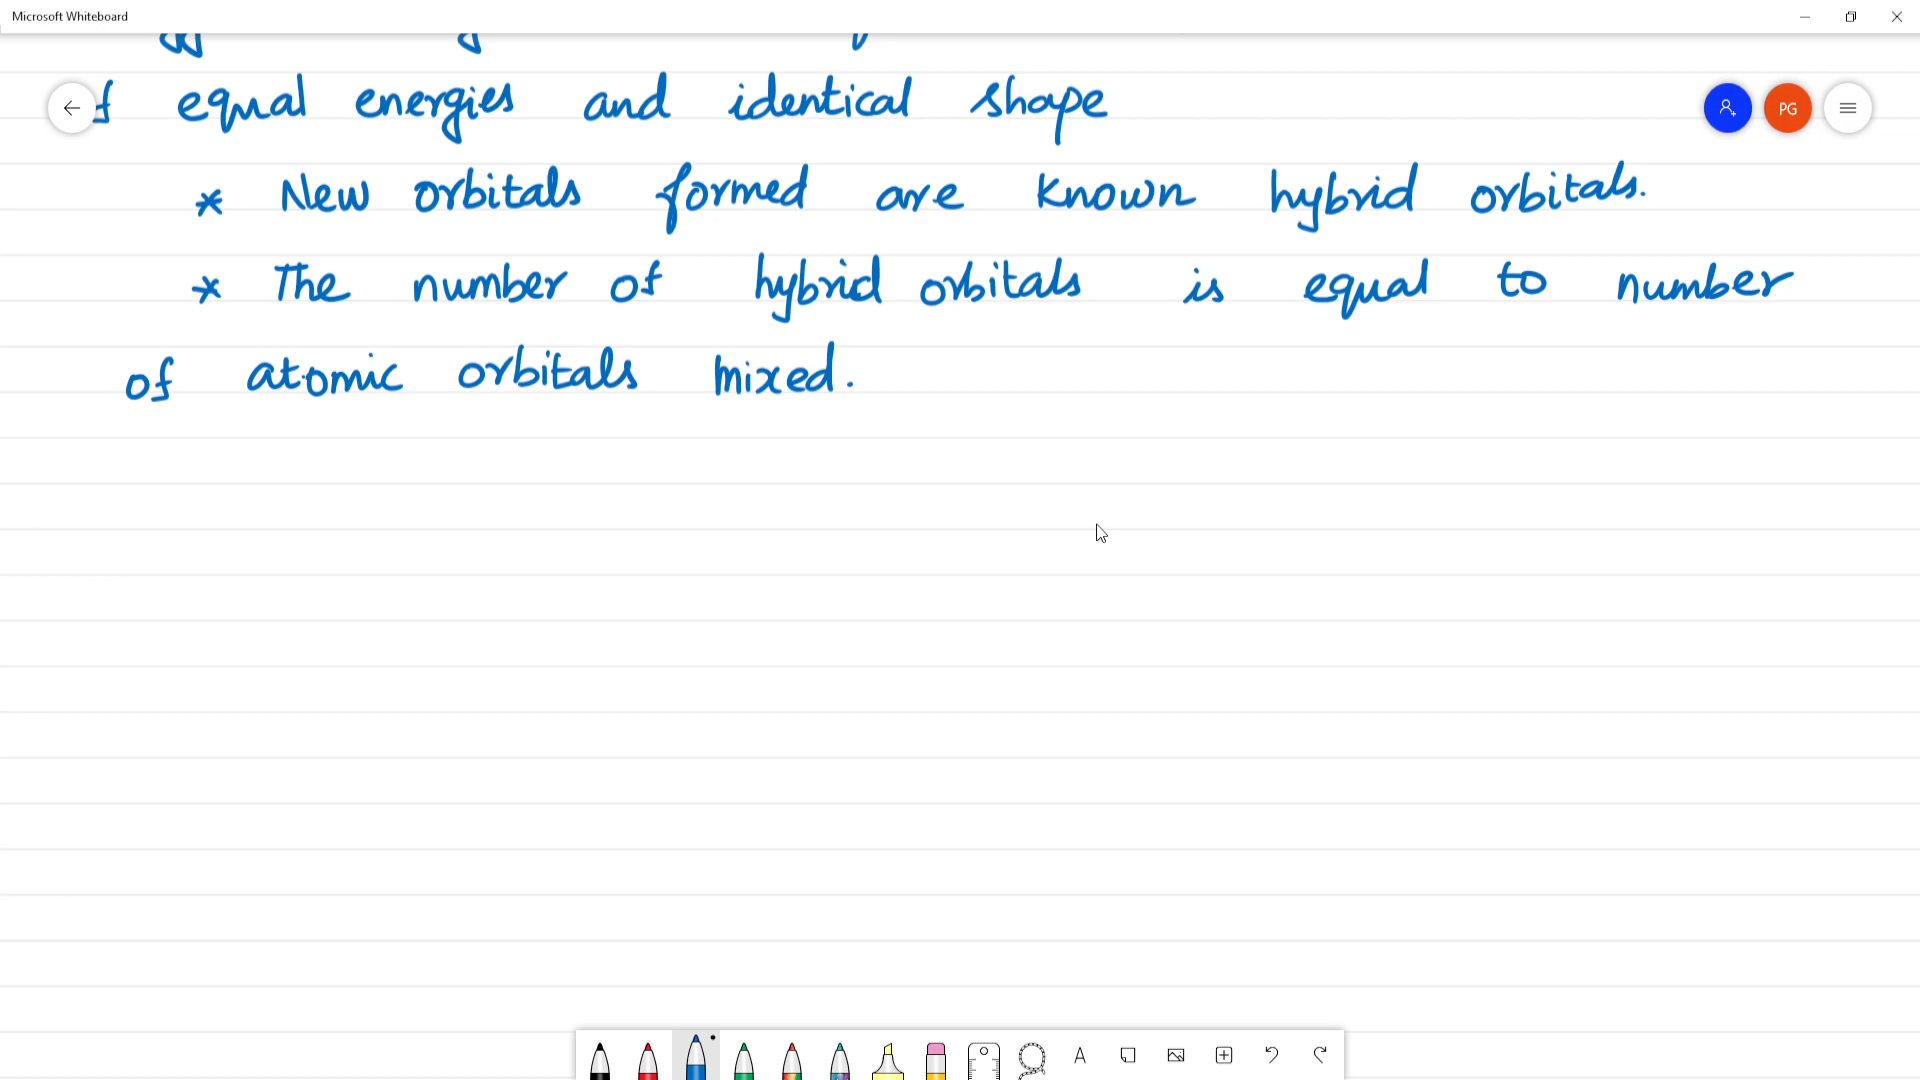 Microsoft Whiteboard
equal energies and identical shape
PG
* New orbitals formed are known hybrid orbitals.
* The number of hybrid orbitals is equal to number
of atomic orbitals mixed.
A